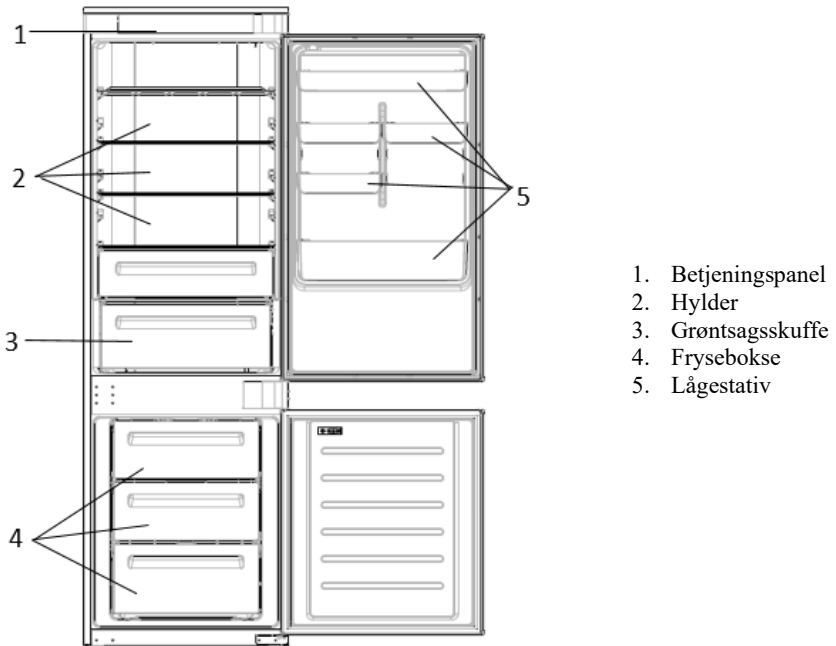 1
2
3
4
5
1. Betjeningspanel
2. Hylder
3. Grøntsagsskuffe
4. Frysebokse
5. Lågestativ